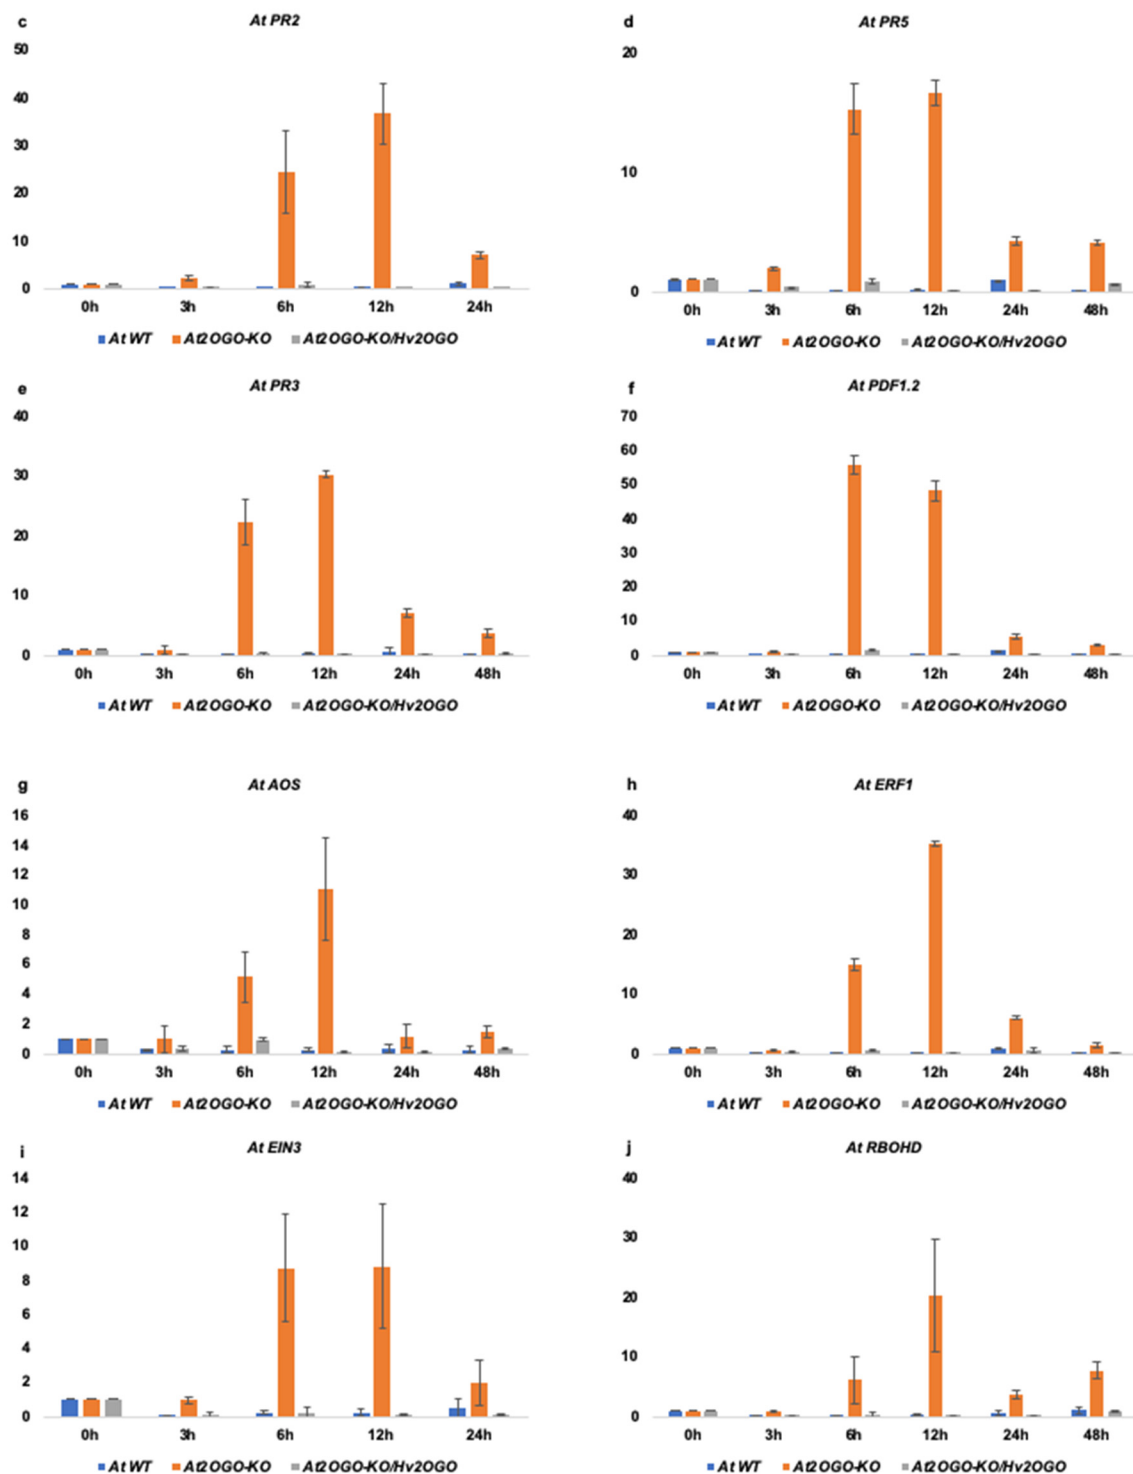 c
At PR2
50
40
30
20
10
0
0h 3h 6h 12h 24h
At WT At2OGO-KO At2OGO-KO/Hv2OGO
d
At PR5
20
10
0
0h 3h 6h 12h 24h 48h
At WT At2OGO-KO At2OGO-KO/Hv2OGO
e
At PR3
40
30
20
10
0
0h 3h 6h 12h 24h 48h
At WT At2OGO-KO At2OGO-KO/Hv2OGO
f
At PDF1.2
70
60
50
40
30
20
10
0
0h 3h 6h 12h 24h 48h
At WT At2OGO-KO At2OGO-KO/Hv2OGO
g
At AOS
16
14
12
10
8
6
4
2
0
0h 3h 6h 12h 24h 48h
At WT At2OGO-KO At2OGO-KO/Hv2OGO
h
At ERF1
40
30
20
10
0
0h 3h 6h 12h 24h 48h
At WT At2OGO-KO At2OGO-KO/Hv2OGO
i
At EIN3
14
12
10
8
6
4
2
0
0h 3h 6h 12h 24h
At WT At2OGO-KO At2OGO-KO/Hv2OGO
j
At RBOHD
40
30
20
10
0
0h 3h 6h 12h 24h 48h
At WT At2OGO-KO At2OGO-KO/Hv2OGO